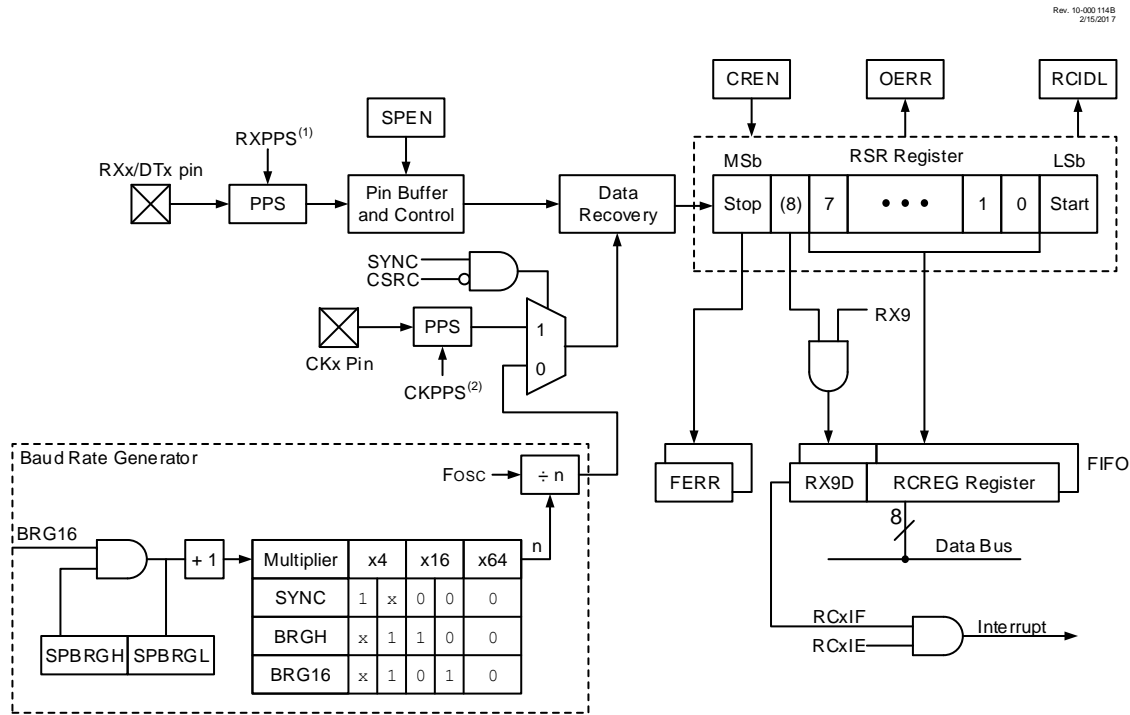 Rev. 10-000 114B
2/15/2017
CREN
OERR
RCIDL
SPEN
RXPPS(1)
RXx/DTx pin
PPS
Pin Buffer
and Control
Data
Recovery
MSb
RSR Register
LSb
Stop
(8)
7
• • •
1
0
Start
SYNC
CSRC
CKx Pin
PPS
CKPPS(2)
1
0
RX9
Baud Rate Generator
FOSC
÷ n
n
BRG16
+ 1
SPBRGH
SPBRGL
Multiplier x4 x16 x64
SYNC 1 x 0 0 0
BRGH x 1 1 0 0
BRG16 x 1 0 1 0
FERR
RX9D
RCREG Register
FIFO
8
Data Bus
RCxIF
RCxIE
Interrupt